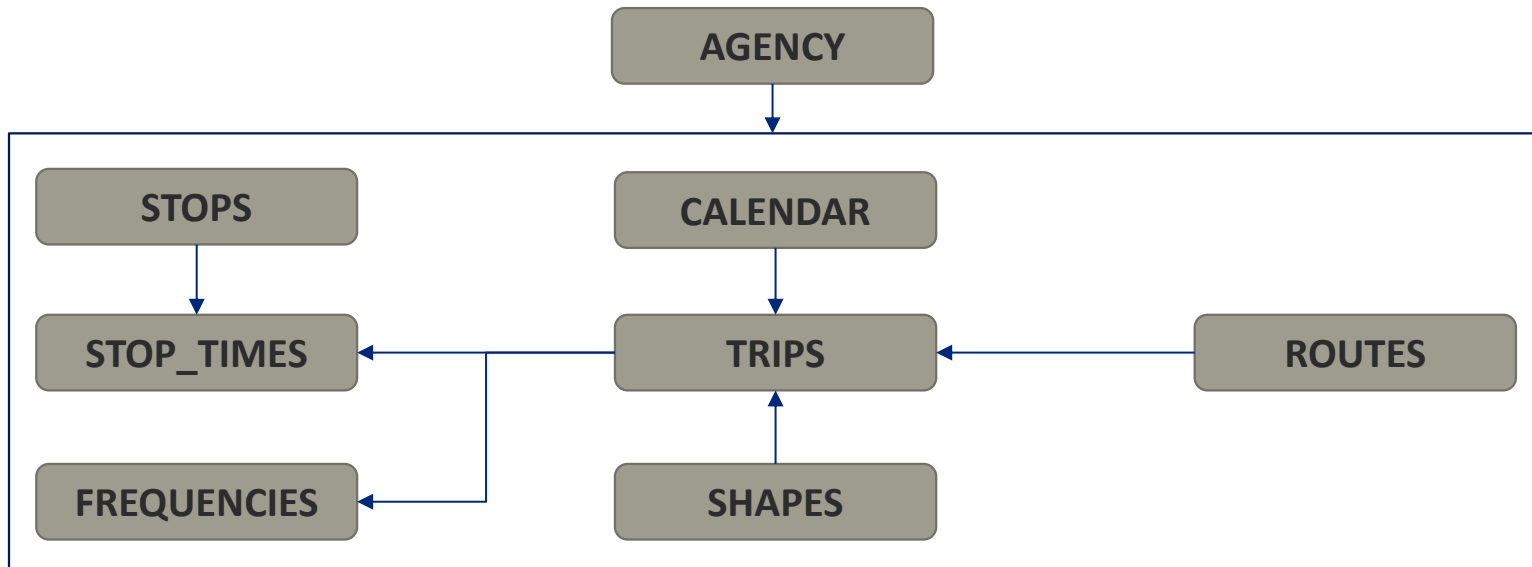 AGENCY
STOPS
CALENDAR
STOP_TIMES
TRIPS
ROUTES
FREQUENCIES
SHAPES